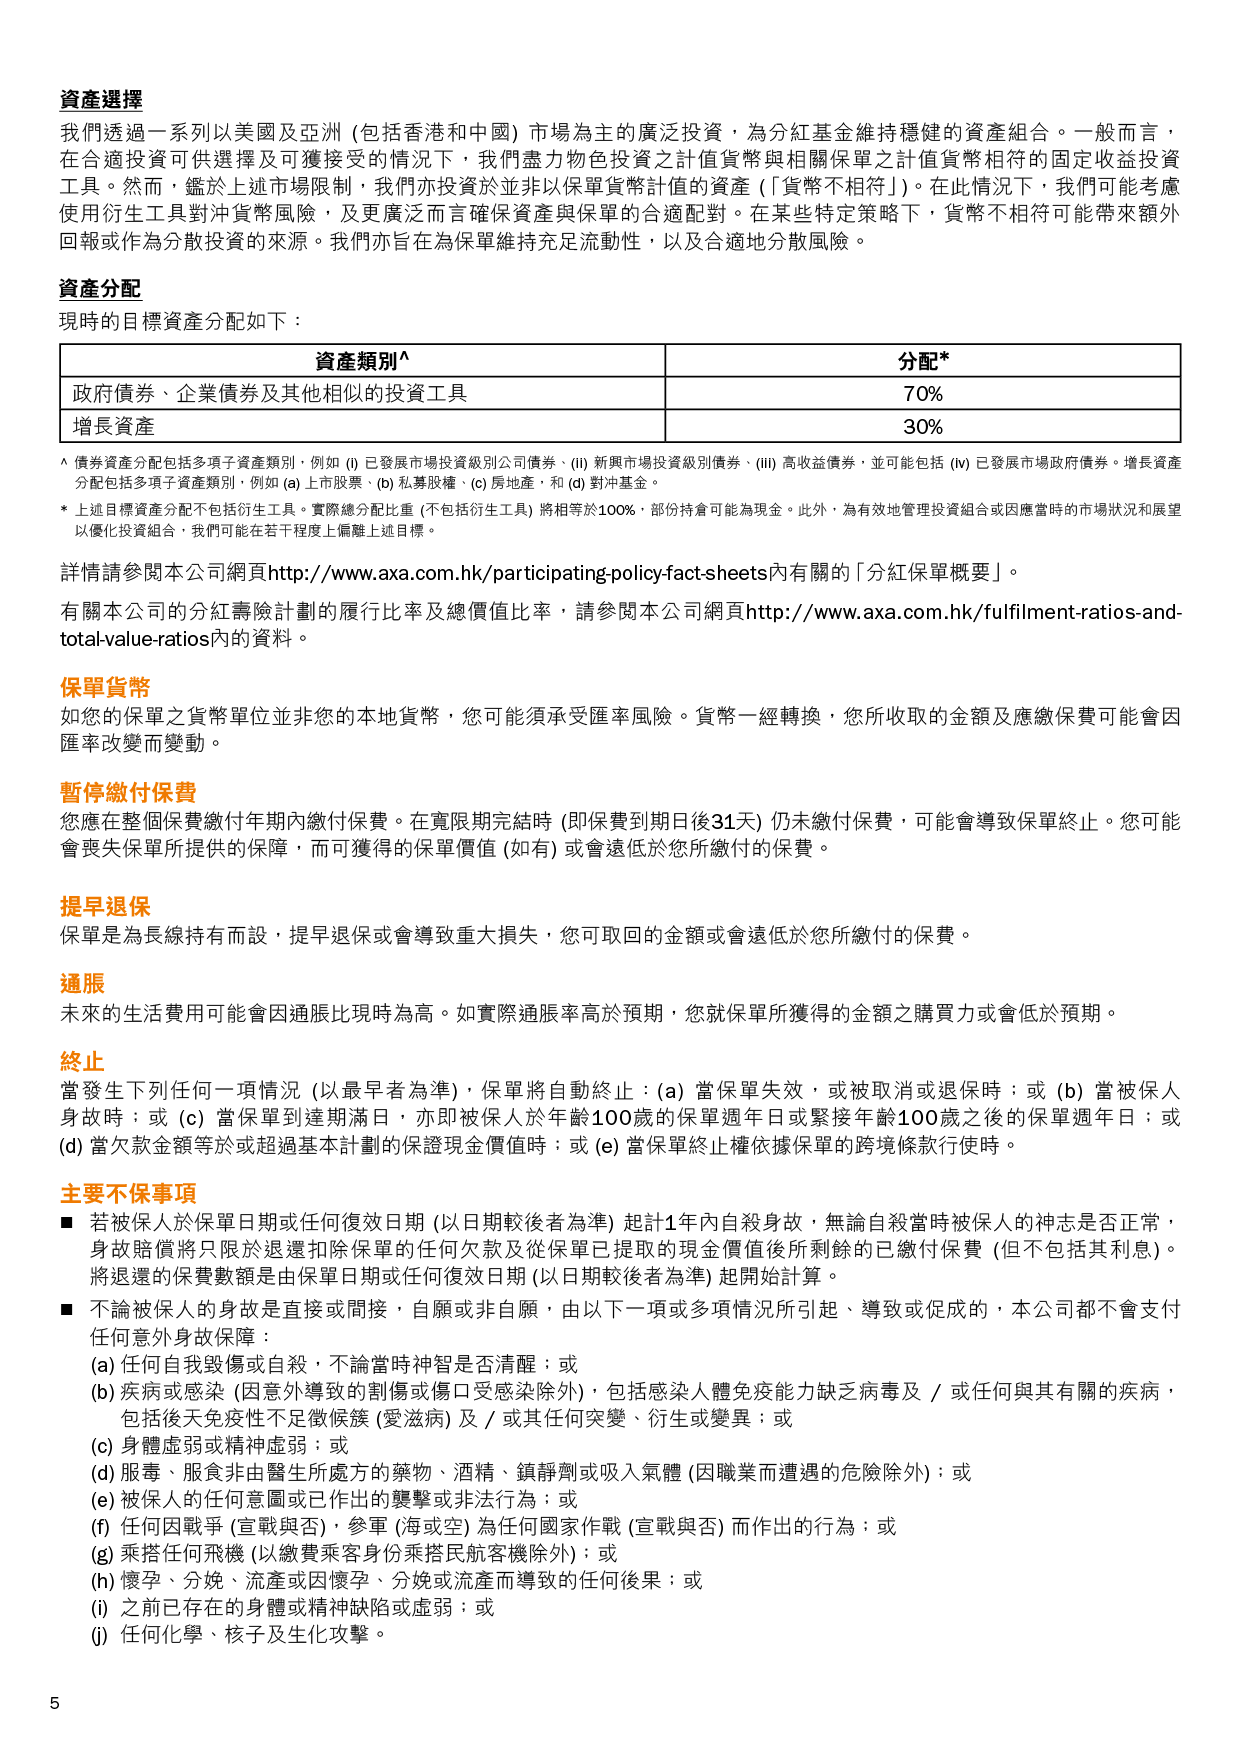 資產選擇
我們透過一系列以美國及亞洲 (包括香港和中國) 市場為主的廣泛投資，為分紅基金維持穩健的資產組合。一般而言，
在合適投資可供選擇及可獲接受的情況下，我們盡力物色投資之計值貨幣與相關保單之計值貨幣相符的固定收益投資
工具。然而，鑑於上述市場限制，我們亦投資於並非以保單貨幣計值的資產 (「貨幣不相符」)。在此情況下，我們可能考慮
使用衍生工具對沖貨幣風險，及更廣泛而言確保資產與保單的合適配對。在某些特定策略下，貨幣不相符可能帶來額外
回報或作為分散投資的來源。我們亦旨在為保單維持充足流動性，以及合適地分散風險。
資產分配
現時的目標資產分配如下：
資產類別^ 分配*
政府債券、企業債券及其他相似的投資工具 70%
增長資產 30%
^ 債券資產分配包括多項子資產類別，例如 (i) 已發展市場投資級別公司債券、(ii) 新興市場投資級別債券、(iii) 高收益債券，並可能包括 (iv) 已發展市場政府債券。增長資產
分配包括多項子資產類別，例如 (a) 上市股票、(b) 私募股權、(c) 房地產，和 (d) 對沖基金。
* 上述目標資產分配不包括衍生工具。實際總分配比重 (不包括衍生工具) 將相等於100%，部份持倉可能為現金。此外，為有效地管理投資組合或因應當時的市場狀況和展望
以優化投資組合，我們可能在若干程度上偏離上述目標。
詳情請參閱本公司網頁http://www.axa.com.hk/participating-policy-fact-sheets內有關的「分紅保單概要」。
有關本公司的分紅壽險計劃的履行比率及總價值比率，請參閱本公司網頁http://www.axa.com.hk/fulfilment-ratios-and-
total-value-ratios內的資料。
保單貨幣
如您的保單之貨幣單位並非您的本地貨幣，您可能須承受匯率風險。貨幣一經轉換，您所收取的金額及應繳保費可能會因
匯率改變而變動。
暫停繳付保費
您應在整個保費繳付年期內繳付保費。在寬限期完結時 (即保費到期日後31天) 仍未繳付保費，可能會導致保單終止。您可能
會喪失保單所提供的保障，而可獲得的保單價值 (如有) 或會遠低於您所繳付的保費。
提早退保
保單是為長線持有而設，提早退保或會導致重大損失，您可取回的金額或會遠低於您所繳付的保費。
通脹
未來的生活費用可能會因通脹比現時為高。如實際通脹率高於預期，您就保單所獲得的金額之購買力或會低於預期。
終止
當發生下列任何一項情況 (以最早者為準)，保單將自動終止：(a) 當保單失效，或被取消或退保時；或 (b) 當被保人
身故時；或 (c) 當保單到達期滿日，亦即被保人於年齡100歲的保單週年日或緊接年齡100歲之後的保單週年日；或
(d) 當欠款金額等於或超過基本計劃的保證現金價值時；或 (e) 當保單終止權依據保單的跨境條款行使時。
主要不保事項
■ 若被保人於保單日期或任何復效日期 (以日期較後者為準) 起計1年內自殺身故，無論自殺當時被保人的神志是否正常，
身故賠償將只限於退還扣除保單的任何欠款及從保單已提取的現金價值後所剩餘的已繳付保費 (但不包括其利息)。
將退還的保費數額是由保單日期或任何復效日期 (以日期較後者為準) 起開始計算。
■ 不論被保人的身故是直接或間接，自願或非自願，由以下一項或多項情況所引起、導致或促成的，本公司都不會支付
任何意外身故保障：
(a) 任何自我毀傷或自殺，不論當時神智是否清醒；或
(b) 疾病或感染 (因意外導致的割傷或傷口受感染除外)，包括感染人體免疫能力缺乏病毒及 / 或任何與其有關的疾病，
包括後天免疫性不足徵候簇 (愛滋病) 及 / 或其任何突變、衍生或變異；或
(c) 身體虛弱或精神虛弱；或
(d) 服毒、服食非由醫生所處方的藥物、酒精、鎮靜劑或吸入氣體 (因職業而遭遇的危險除外)；或
(e) 被保人的任何意圖或已作出的襲擊或非法行為；或
(f) 任何因戰爭 (宣戰與否)，參軍 (海或空) 為任何國家作戰 (宣戰與否) 而作出的行為；或
(g) 乘搭任何飛機 (以繳費乘客身份乘搭民航客機除外)；或
(h) 懷孕、分娩、流產或因懷孕、分娩或流產而導致的任何後果；或
(i) 之前已存在的身體或精神缺陷或虛弱；或
(j) 任何化學、核子及生化攻擊。
5